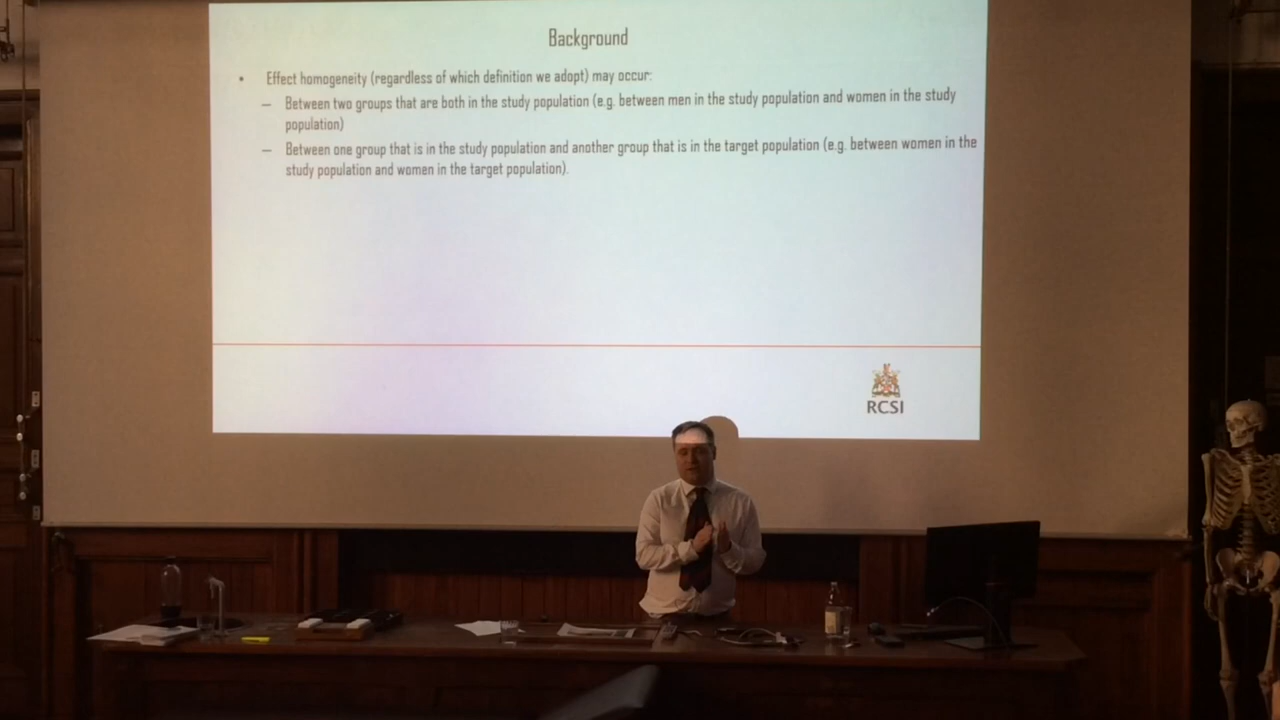 Background
• Effect homogeneity (regardless of which definition we adopt) may occur:
– Between two groups that are both in the study population (e.g. between men in the study population and women in the study
population)
– Between one group that is in the study population and another group that is in the target population (e.g. between women in the
study population and women in the target population).
RCSI